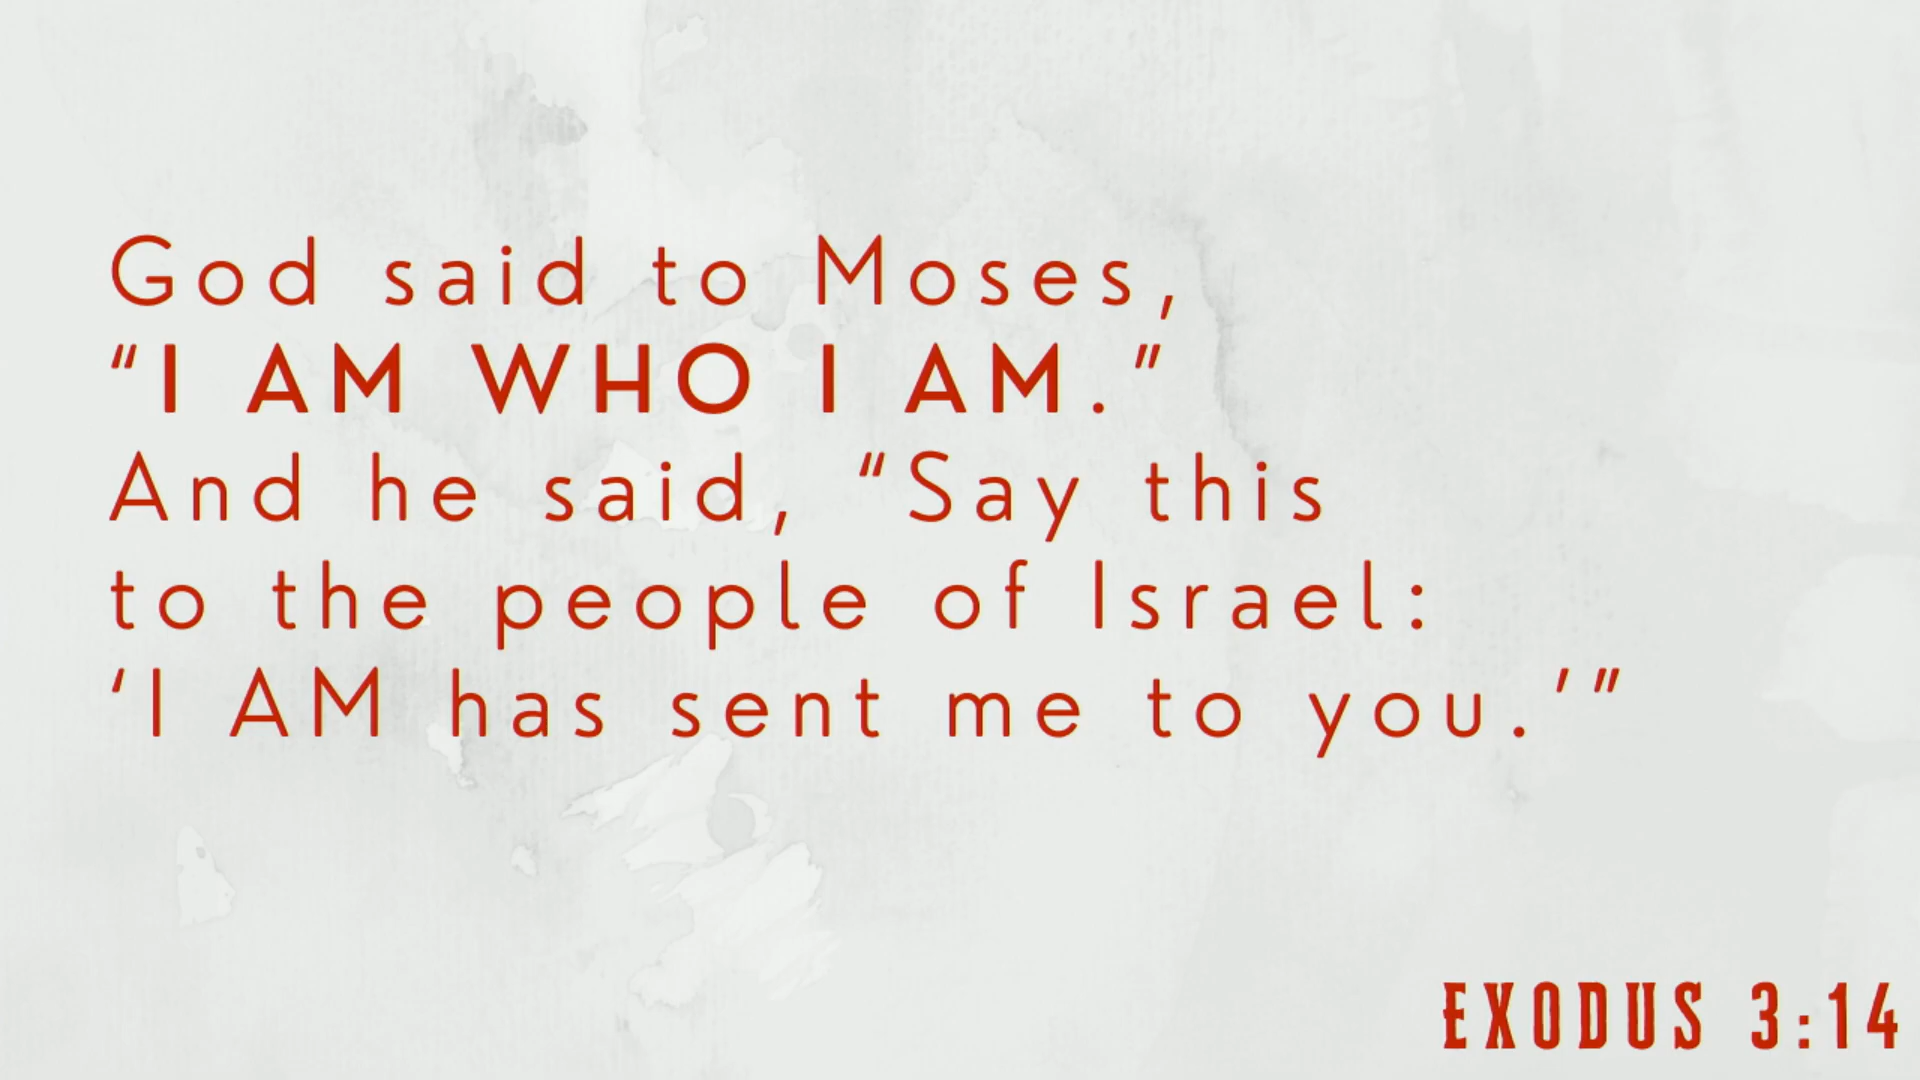 God said to Moses,
“I AM WHO I AM.”
And he said, “Say this
to the people of Israel:
‘I AM has sent me to you.’”
EXODUS 3:14